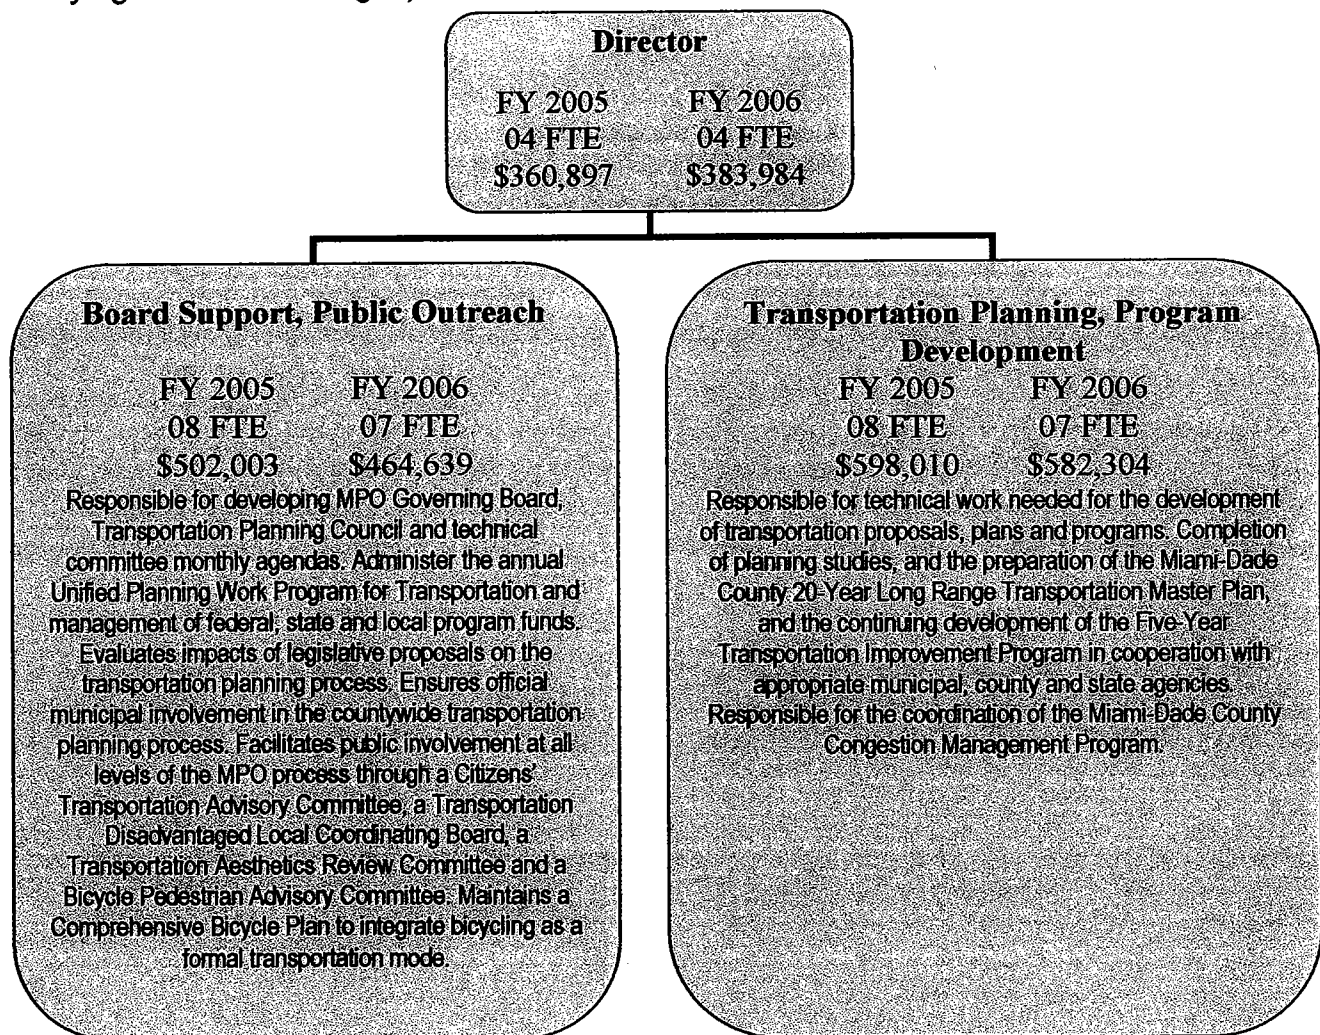 Director
FY 2005 FY 2006
04 FTE 04 FTE
$360,897 $383,984
Board Support, Public Outreach
FY 2005 FY 2006
08 FTE 07 FTE
$502,003 $464,639
Responsible for developing MPO Governing Board,
Transportation Planning Council and technical
committee monthly agendas. Administer the annual
Unified Planning Work Program for Transportation and
management of federal, state and local program funds.
Evaluates impacts of legislative proposals on the
transportation planning process. Ensures official
municipal involvement in the countywide transportation
planning process. Facilitates public involvement at all
levels of the MPO process through a Citizens'
Transportation Advisory Committee, a Transportation
Disadvantaged Local Coordinating Board, a
Transportation Aesthetics Review Committee and a
Bicycle Pedestrian Advisory Committee. Maintains a
Comprehensive Bicycle Plan to integrate bicycling as a
formal transportation mode.
Transportation Planning, Program
Development
FY 2005 FY 2006
08 FTE 07 FTE
$598,010 $582,304
Responsible for technical work needed for the development
of transportation proposals, plans and programs. Completion
of planning studies, and the preparation of the Miami-Dade
County 20-Year Long Range Transportation Master Plan,
and the continuing development of the Five-Year
Transportation Improvement Program in cooperation with
appropriate municipal, county and state agencies.
Responsible for the coordination of the Miami-Dade County
Congestion Management Program.